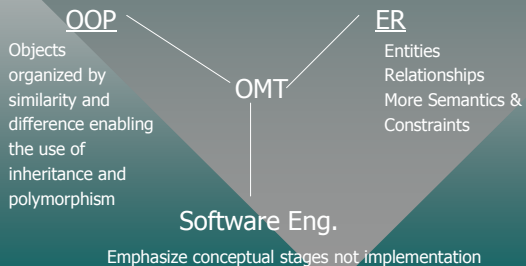 OOP
Objects
organized by
similarity and
difference enabling
the use of
inheritance and
polymorphism
OMT
ER
Entities
Relationships
More Semantics &
Constraints
Software Eng.
Emphasize conceptual stages not implementation